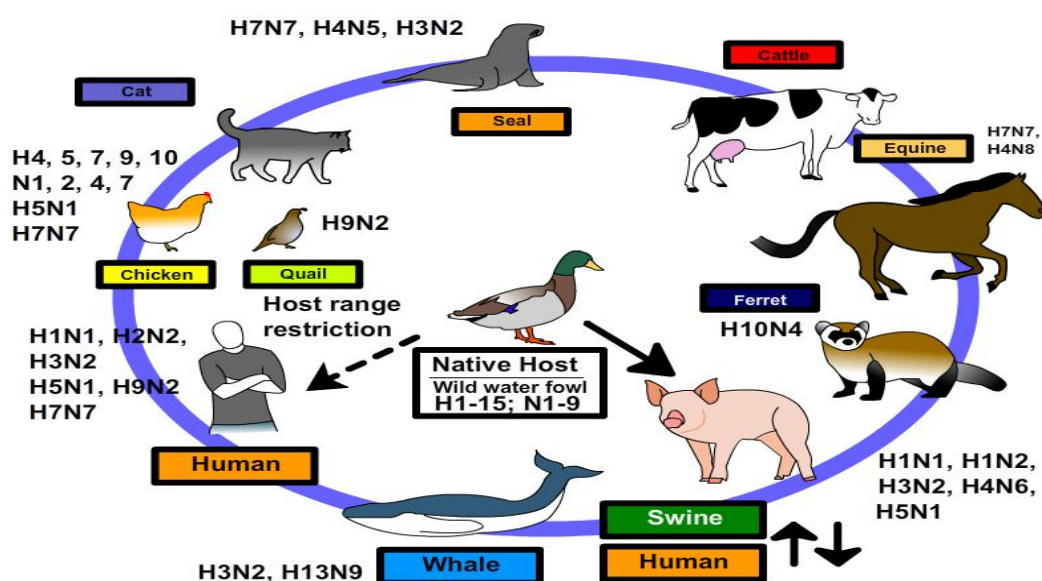 H7N7, H4N5, H3N2
Cattle
Cat
Seal
Equine
H7N7,
H4N8
H4, 5, 7, 9, 10
N1, 2, 4, 7
H5N1
H7N7
H9N2
Chicken
Quail
Ferret
H10N4
Host range
restriction
H1N1, H2N2,
H3N2
H5N1, H9N2
H7N7
Native Host
Wild water fowl
H1-15; N1-9
Human
H1N1, H1N2,
H3N2, H4N6,
H5N1
Swine
Human
Whale
H3N2, H13N9